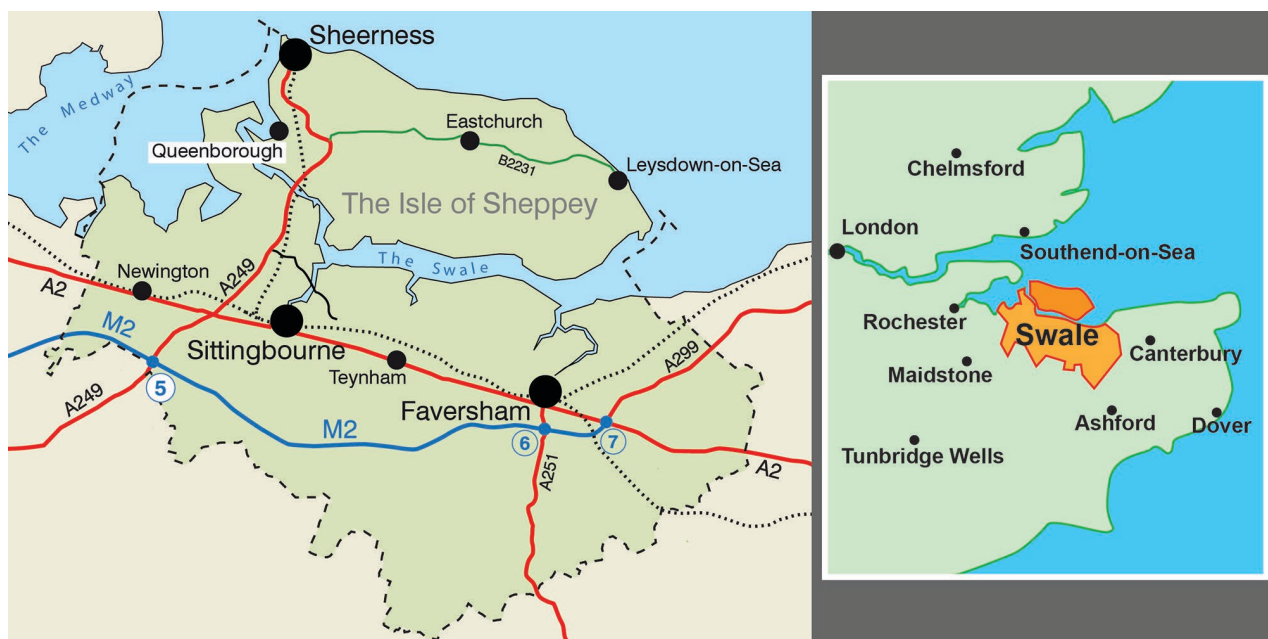 Sheerness
The Medway
Queenborough
Eastchurch
B2231
Leysdown-on-Sea
The Isle of Sheppey
The Swale
Newington
A249
A2
M2
Sittingbourne
Teynham
A299
5
A249
Faversham
M2
6
7
A251
A2
Chelmsford
London
Southend-on-Sea
Rochester
Swale
Canterbury
Maidstone
Ashford
Dover
Tunbridge Wells